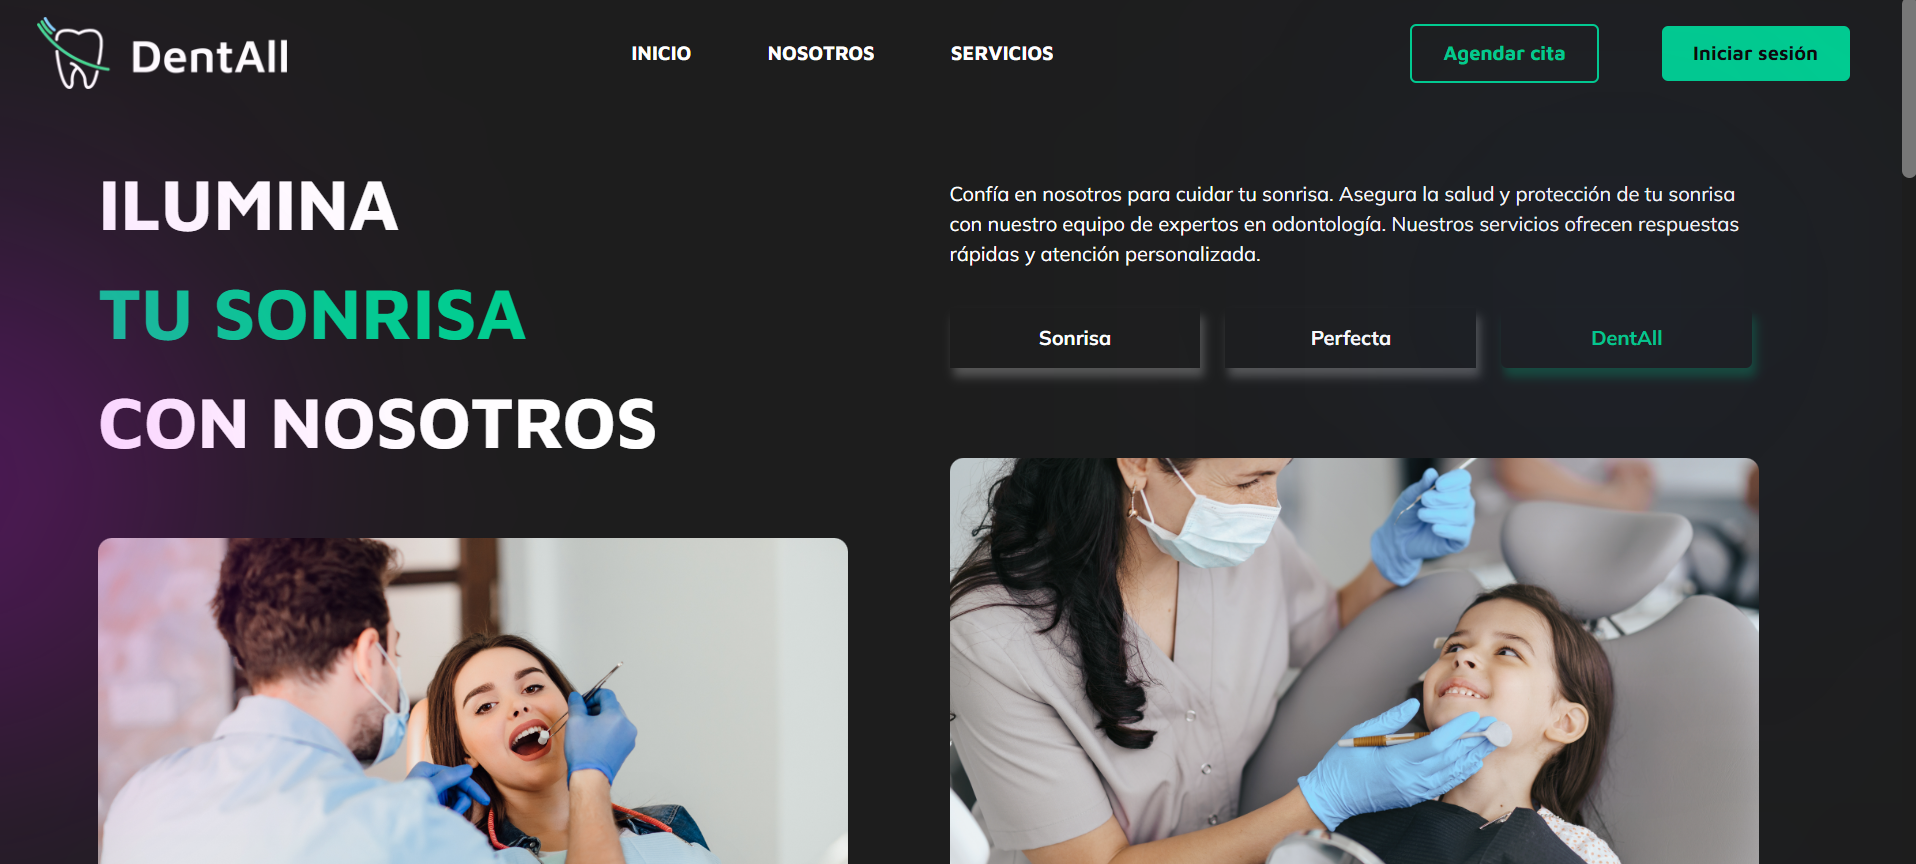 DentAll
INICIO
NOSOTROS
SERVICIOS
Agendar cita
Iniciar sesión
ILUMINA
TU SONRISA
CON NOSOTROS
Confía en nosotros para cuidar tu sonrisa. Asegura la salud y protección de tu sonrisa
con nuestro equipo de expertos en odontología. Nuestros servicios ofrecen respuestas
rápidas y atención personalizada.
Sonrisa
Perfecta
DentAll